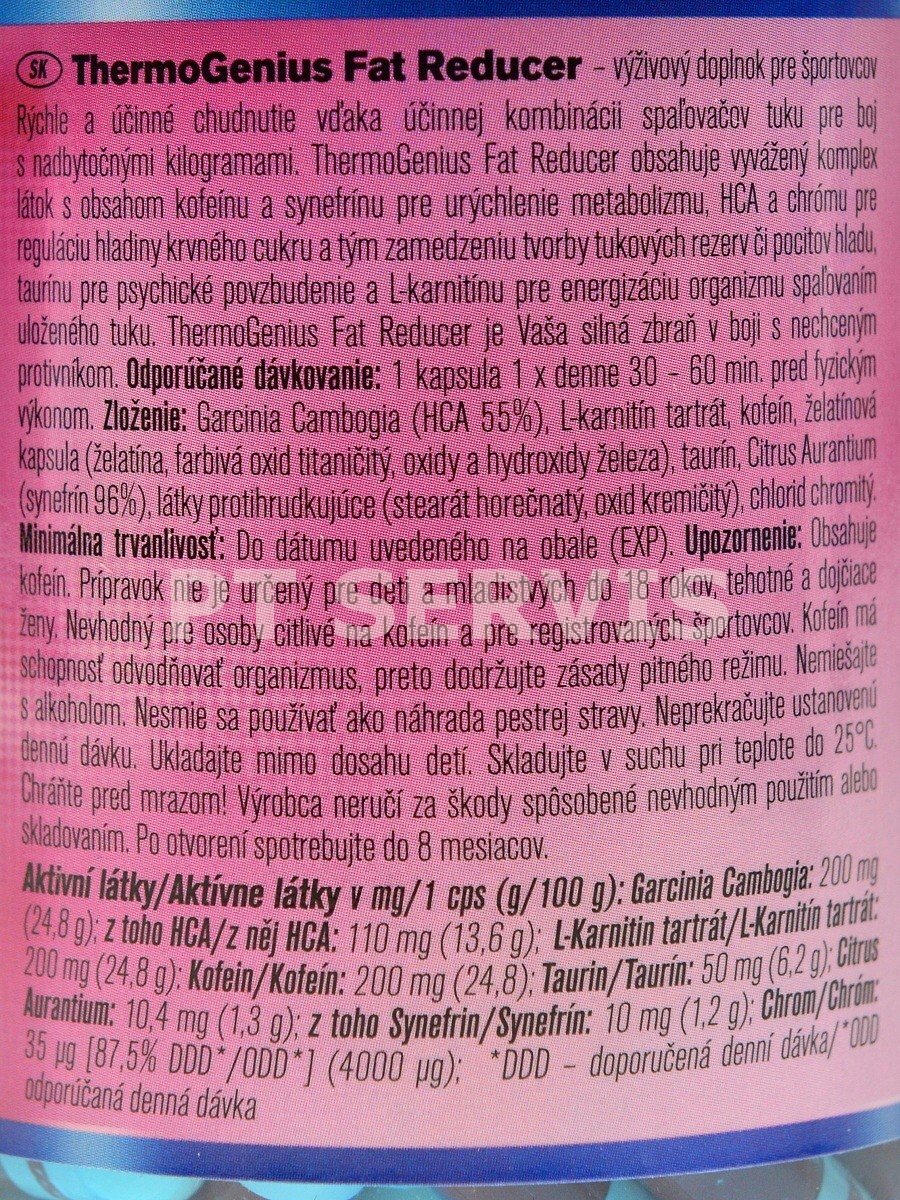 SK ThermoGenius Fat Reducer – výživový doplnok pre športovcov
Rýchle a účinné chudnutie vďaka účinnej kombinácii spaľovačov tuku pre boj
s nadbytočnými kilogramami. ThermoGenius Fat Reducer obsahuje vyvážený komplex
látok s obsahom kofeínu a synefrínu pre urýchlenie metabolizmu, HCA a chrómu pre
reguláciu hladiny krvného cukru a tým zamedzeniu tvorby tukových rezerv či pocitov hladu,
taurínu pre psychické povzbudenie a L-karnitínu pre energizáciu organizmu spaľovaním
uloženého tuku. ThermoGenius Fat Reducer je Vaša silná zbraň v boji s nechceným
protivníkom. Odporúčané dávkovanie: 1 kapsula 1 x denne 30 – 60 min. pred fyzickým
výkonom. Zloženie: Garcinia Cambogia (HCA 55%), L-karnitín tartrát, kofeín, želatínová
kapsula (želatína, farbivá oxid titaničitý, oxidy a hydroxidy železa), taurín, Citrus Aurantium
(synefrín 96%), látky protihrudkujúce (stearát horečnatý, oxid kremičitý), chlorid chromitý.
Minimálna trvanlivosť: Do dátumu uvedeného na obale (EXP). Upozornenie: Obsahuje
kofeín. Prípravok nie je určený pre deti a mladistvých do 18 rokov, tehotné a dojčiace
ženy. Nevhodný pre osoby citlivé na kofeín a pre registrovaných športovcov. Kofeín má
PT SERVIS
schopnosť odvodňovať organizmus, preto dodržujte zásady pitného režimu. Nemiešajte
s alkoholom. Nesmie sa používať ako náhrada pestrej stravy. Neprekračujte ustanovenú
dennú dávku. Ukladajte mimo dosahu detí. Skladujte v suchu pri teplote do 25°C.
Chráňte pred mrazom! Výrobca neručí za škody spôsobené nevhodným použitím alebo
skladovaním. Po otvorení spotrebujte do 8 mesiacov.
Aktivní látky/Aktívne látky v mg/1 cps (g/100 g): Garcinia Cambogia: 200 mg
(24,8 g); z toho HCA/z něj HCA: 110 mg (13,6 g); L-Karnitin tartrát/L-Karnitín tartrát:
200 mg (24,8 g); Kofein/Kofeín: 200 mg (24,8); Taurin/Taurín: 50 mg (6,2 g); Citrus
Aurantium: 10,4 mg (1,3 g); z toho Synefrin/Synefrín: 10 mg (1,2 g); Chrom/Chróm:
35 µg [87,5% DDD*/ODD*] (4000 µg); *DDD – doporučená denní dávka/*ODD
odporúčaná denná dávka